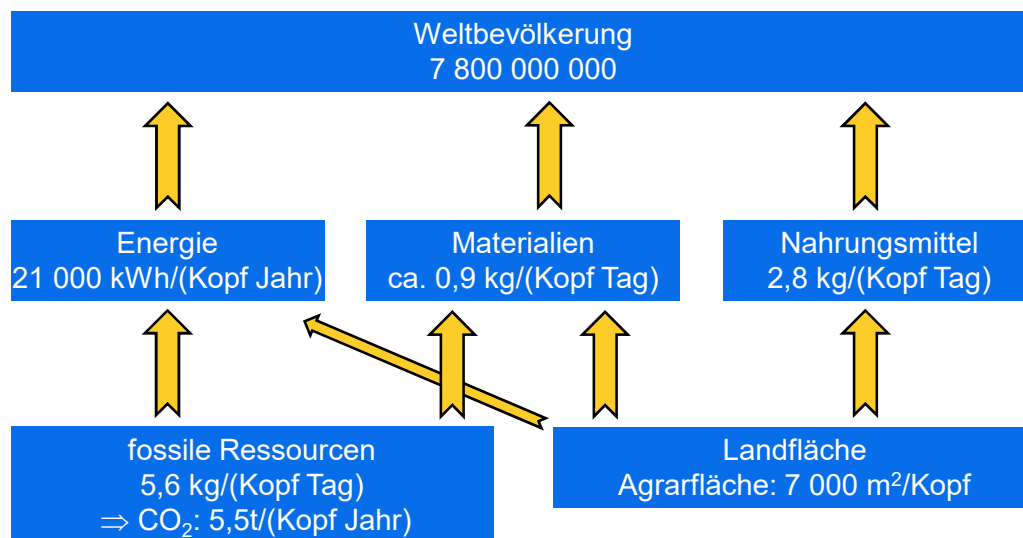 Weltbevölkerung
7 800 000 000
Energie
21 000 kWh/(Kopf Jahr)
Materialien
ca. 0,9 kg/(Kopf Tag)
Nahrungsmittel
2,8 kg/(Kopf Tag)
fossile Ressourcen
5,6 kg/(Kopf Tag)
⇒ CO₂: 5,5t/(Kopf Jahr)
Landfläche
Agrarfläche: 7 000 m²/Kopf